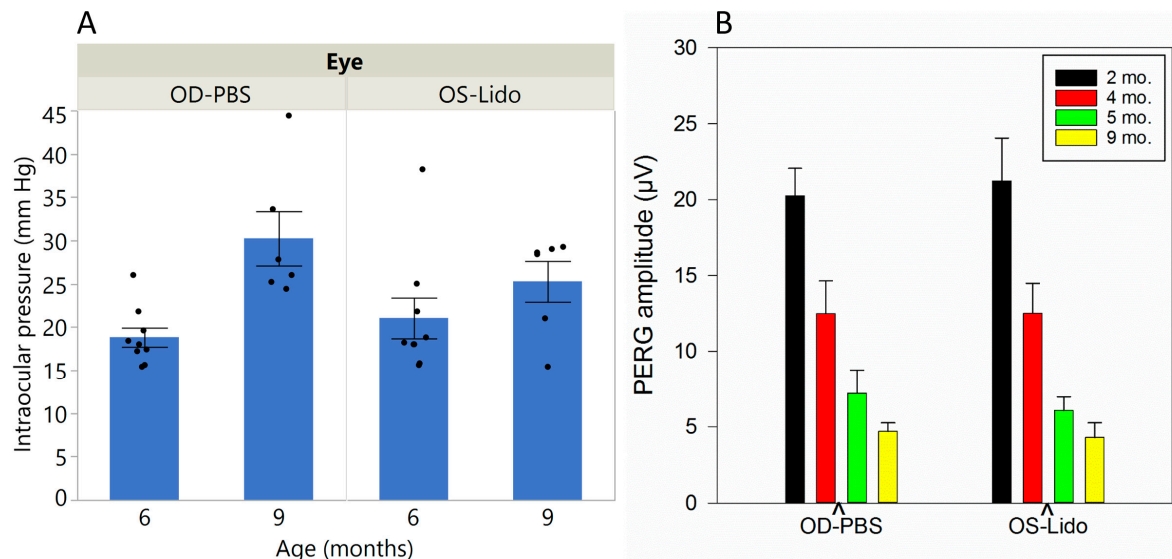 A
Eye
OD-PBS OS-Lido
Intraocular pressure (mm Hg)
45
40
35
30
25
20
15
10
5
0
6 9 6 9
Age (months)
B
PERG amplitude (µV)
30
25
20
15
10
5
0
2 mo.
4 mo.
5 mo.
9 mo.
OD-PBS OS-Lido